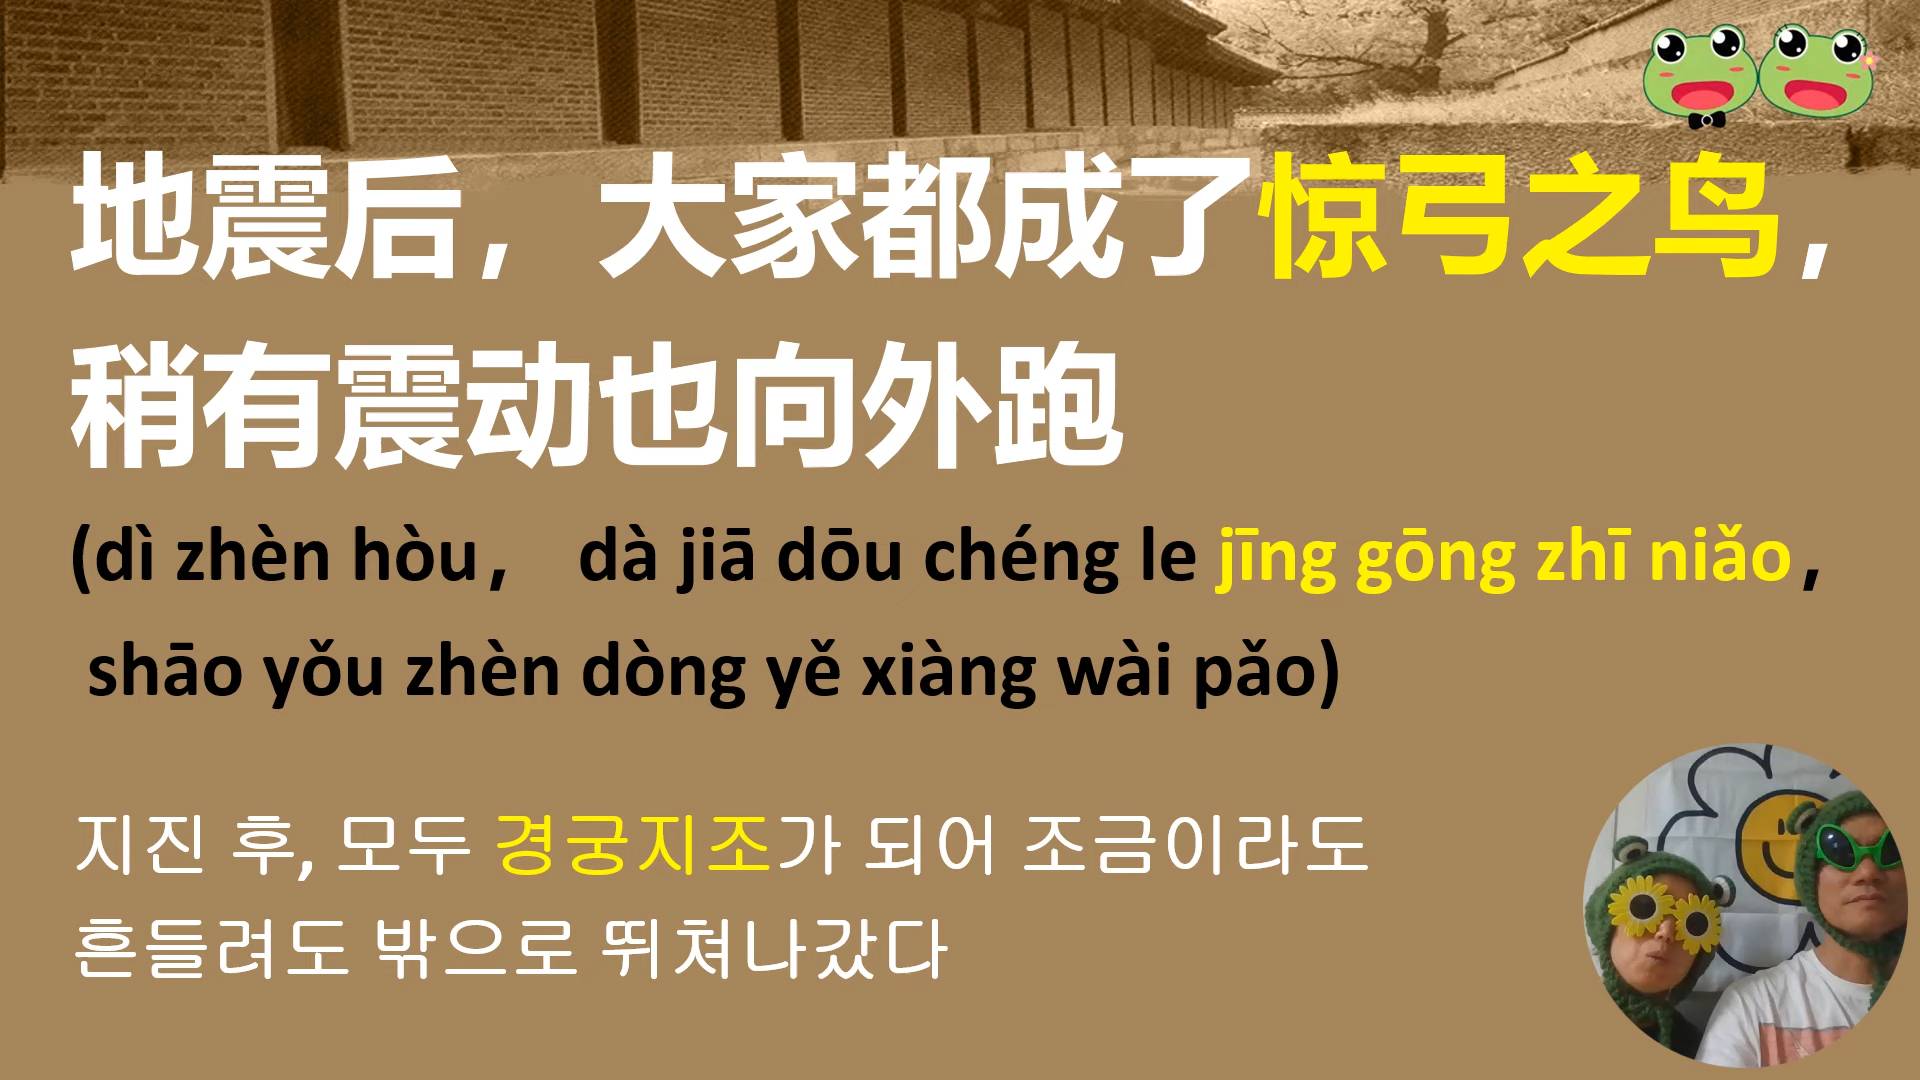 地震后，大家都成了惊弓之鸟，
稍有震动也向外跑
(dì zhèn hòu， dà jiā dōu chéng le jīng gōng zhī niǎo，
shāo yǒu zhèn dòng yě xiàng wài pǎo)
지진 후, 모두 경궁지조가 되어 조금이라도
흔들려도 밖으로 뛰쳐나갔다